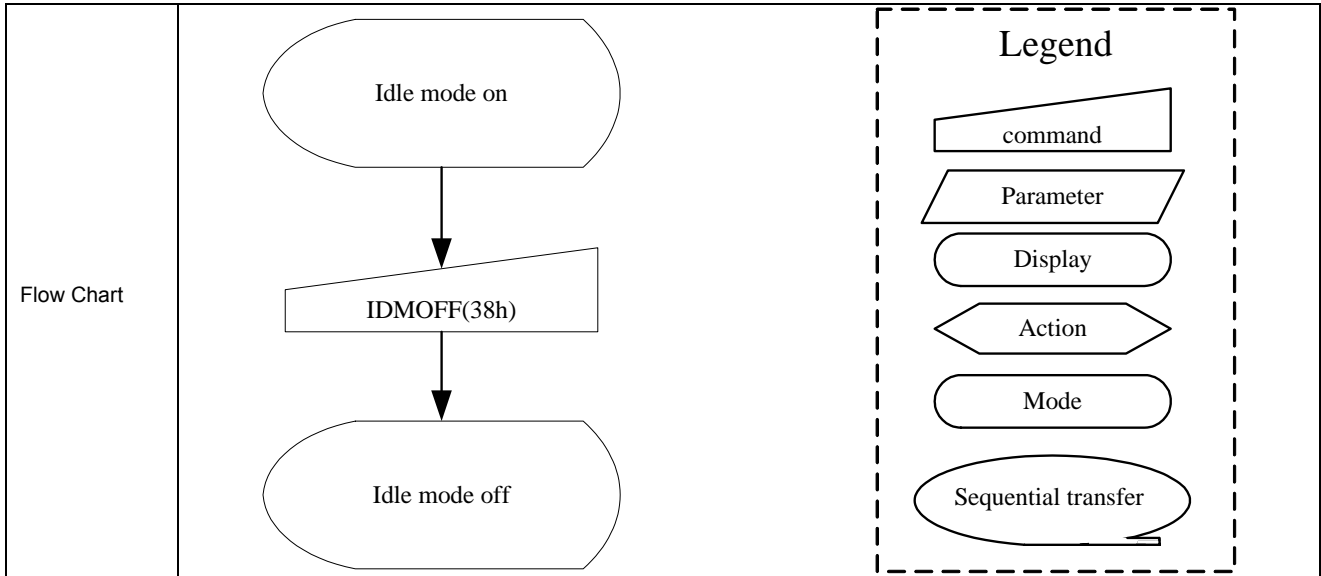 Flow Chart
Idle mode on
IDMOFF(38h)
Idle mode off
Legend
command
Parameter
Display
Action
Mode
Sequential transfer